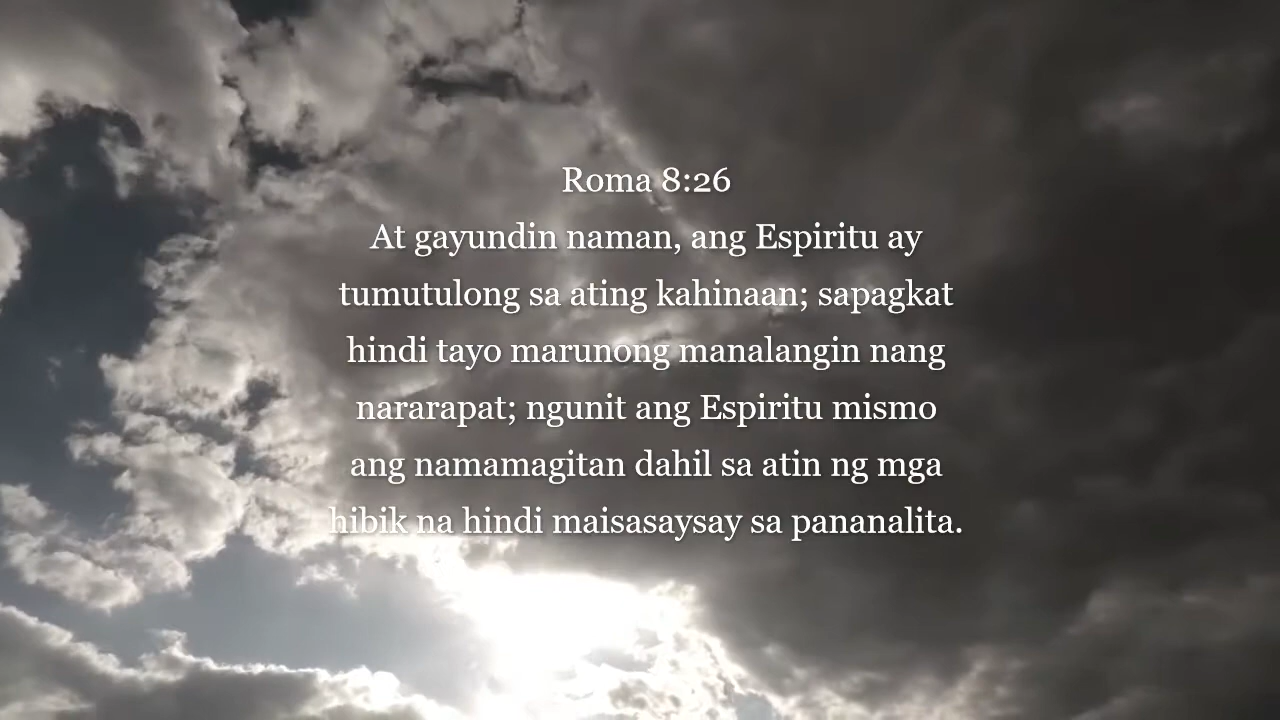 Roma 8:26
At gayundin naman, ang Espiritu ay
tumutulong sa ating kahinaan; sapagkat
hindi tayo marunong manalangin nang
nararapat; ngunit ang Espiritu mismo
ang namamagitan dahil sa atin ng mga
hibik na hindi maisasaysay sa pananalita.